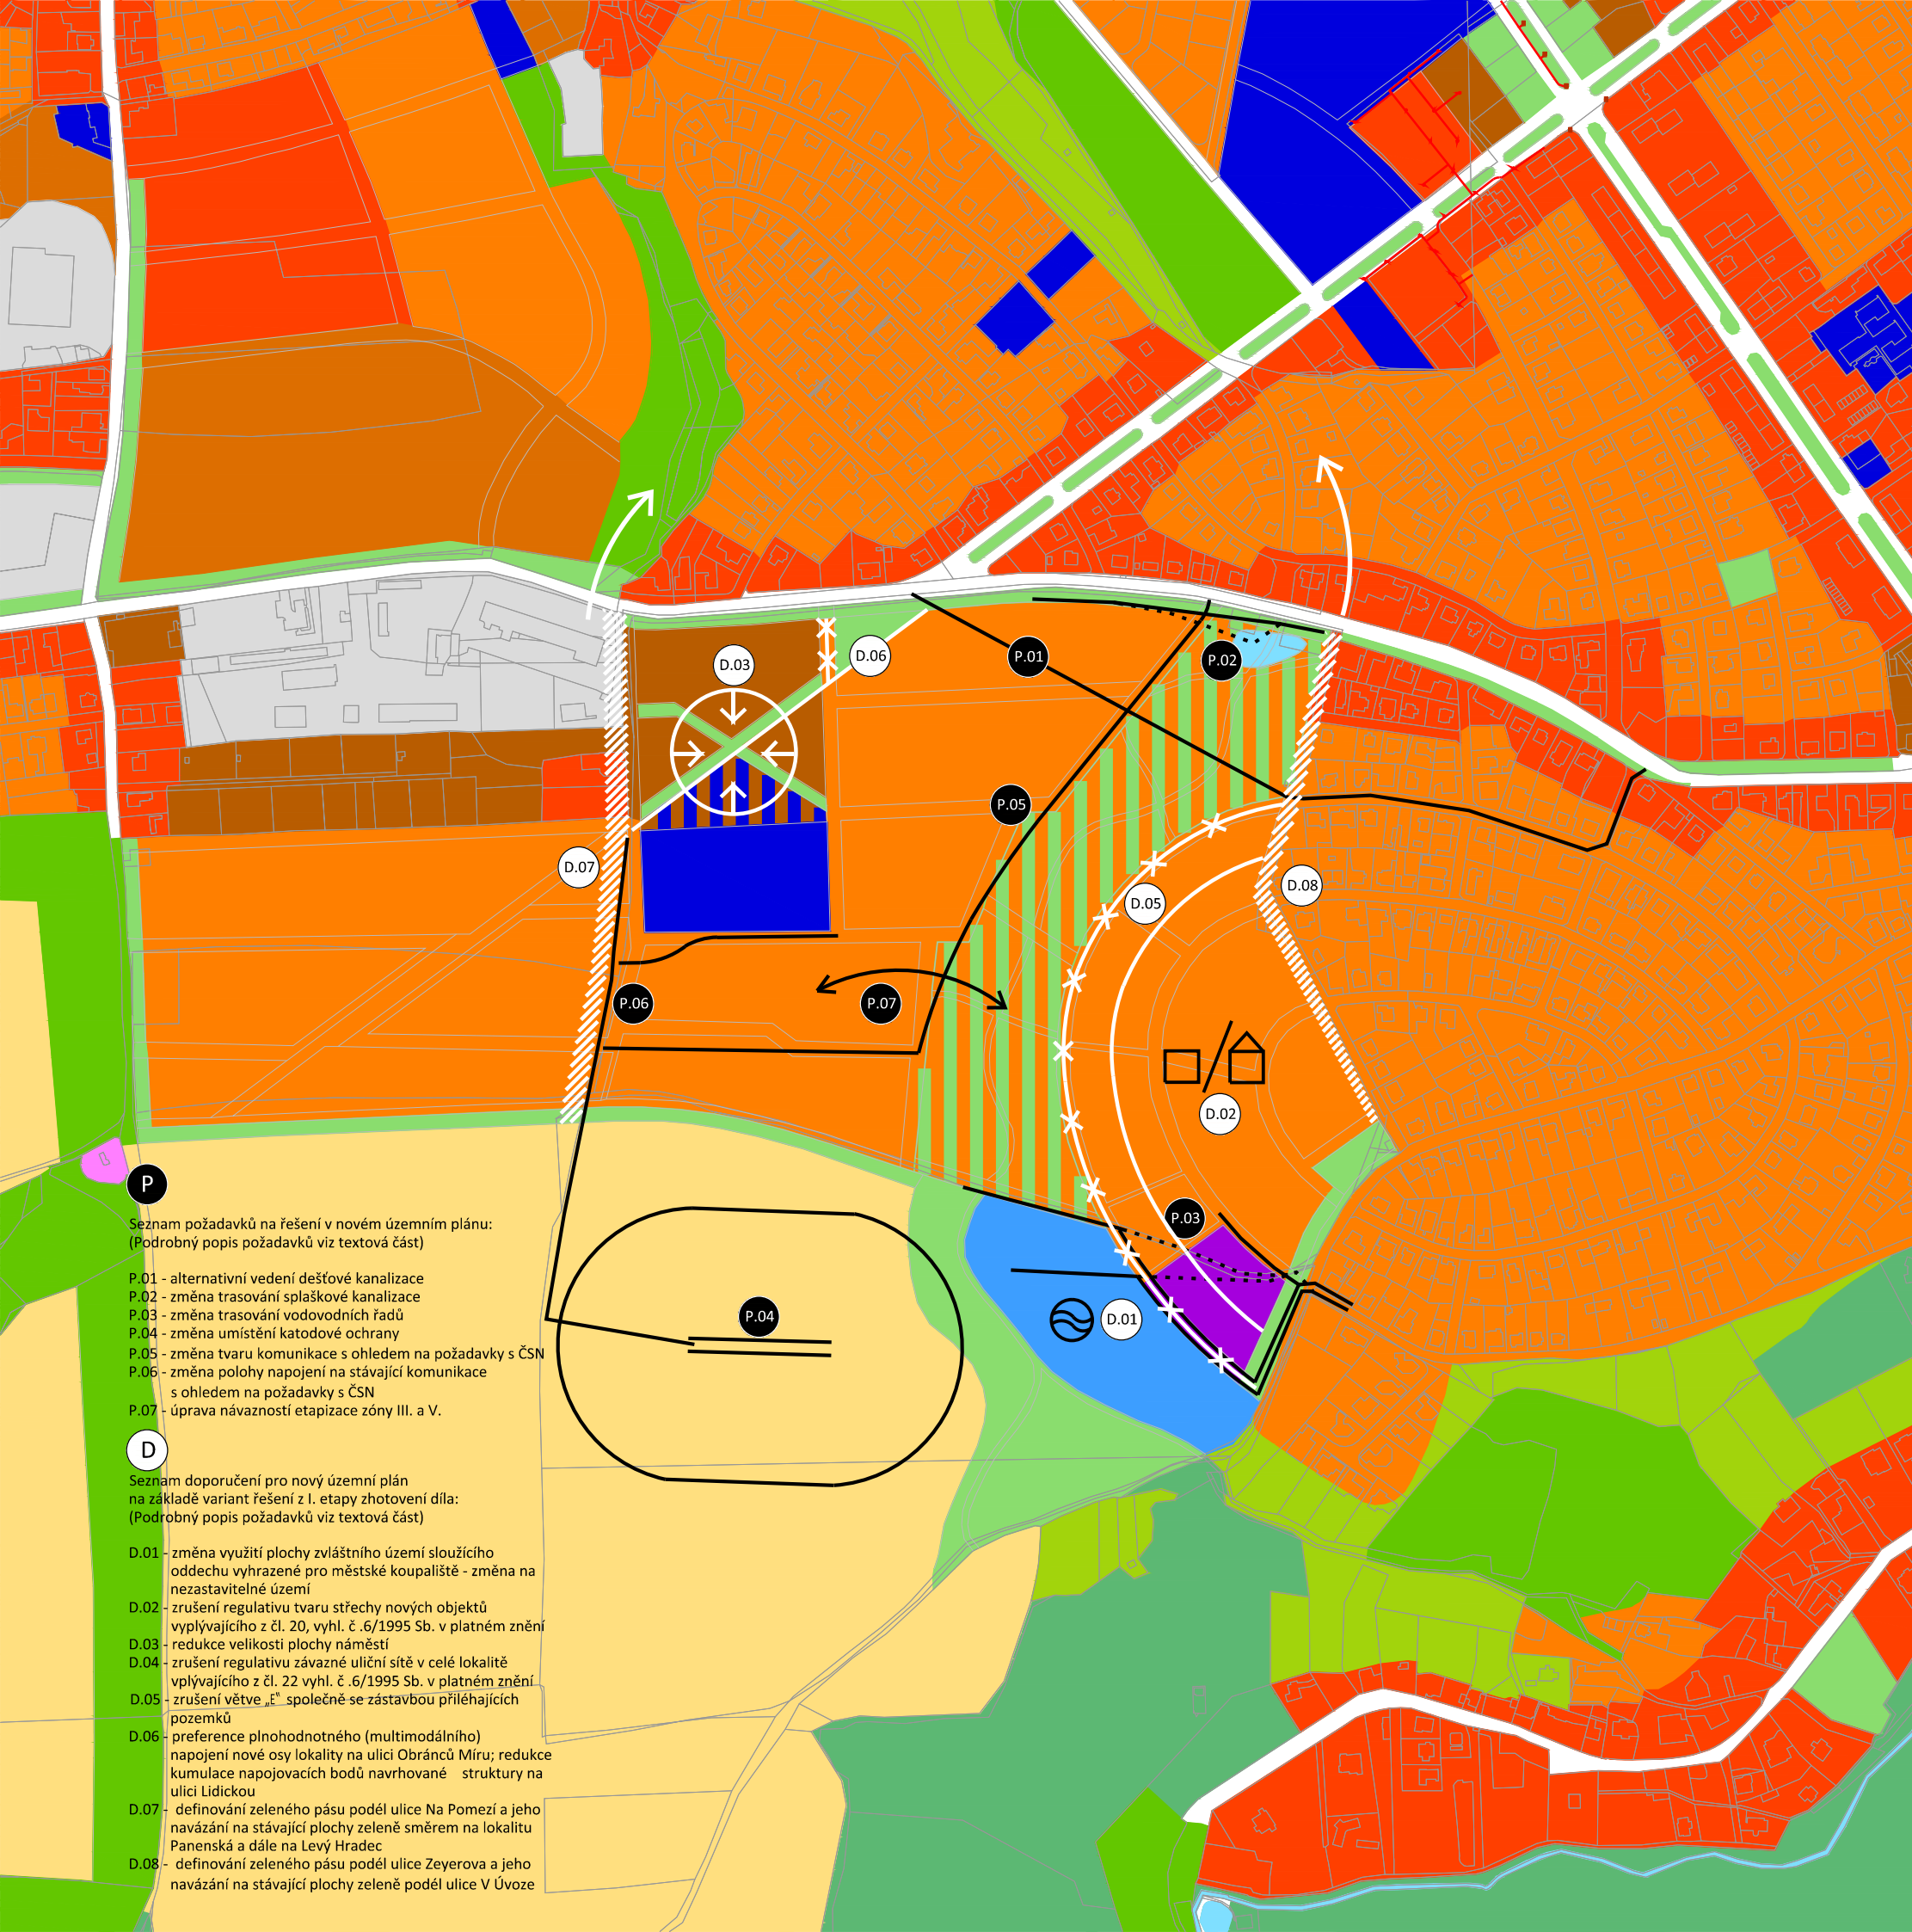 D.03
D.06
P.01
P.02
P.05
D.07
D.08
D.05
P.06
P.07
D.02
P.03
P.04
D.01
P
Seznam požadavků na řešení v novém územním plánu:
(Podrobný popis požadavků viz textová část)
P.01 - alternativní vedení dešťové kanalizace
P.02 - změna trasování splaškové kanalizace
P.03 - změna trasování vodovodních řadů
P.04 - změna umístění katodové ochrany
P.05 - změna tvaru komunikace s ohledem na požadavky s ČSN
P.06 - změna polohy napojení na stávající komunikace
s ohledem na požadavky s ČSN
P.07 - úprava návazností etapizace zóny III. a V.
D
Seznam doporučení pro nový územní plán
na základě variant řešení z I. etapy zhotovení díla:
(Podrobný popis požadavků viz textová část)
D.01 - změna využití plochy zvláštního území sloužícího
oddechu vyhrazené pro městské koupaliště - změna na
nezastavitelné území
D.02 - zrušení regulativu tvaru střechy nových objektů
vyplývajícího z čl. 20, vyhl. č .6/1995 Sb. v platném znění
D.03 - redukce velikosti plochy náměstí
D.04 - zrušení regulativu závazné uliční sítě v celé lokalitě
vplývajícího z čl. 22 vyhl. č .6/1995 Sb. v platném znění
D.05 - zrušení větve „E‟ společně se zástavbou přiléhajících
pozemků
D.06 - preference plnohodnotného (multimodálního)
napojení nové osy lokality na ulici Obránců Míru; redukce
kumulace napojovacích bodů navrhované struktury na
ulici Lidickou
D.07 - definování zeleného pásu podél ulice Na Pomezí a jeho
navázání na stávající plochy zeleně směrem na lokalitu
Panenská a dále na Levý Hradec
D.08 - definování zeleného pásu podél ulice Zeyerova a jeho
navázání na stávající plochy zeleně podél ulice V Úvoze